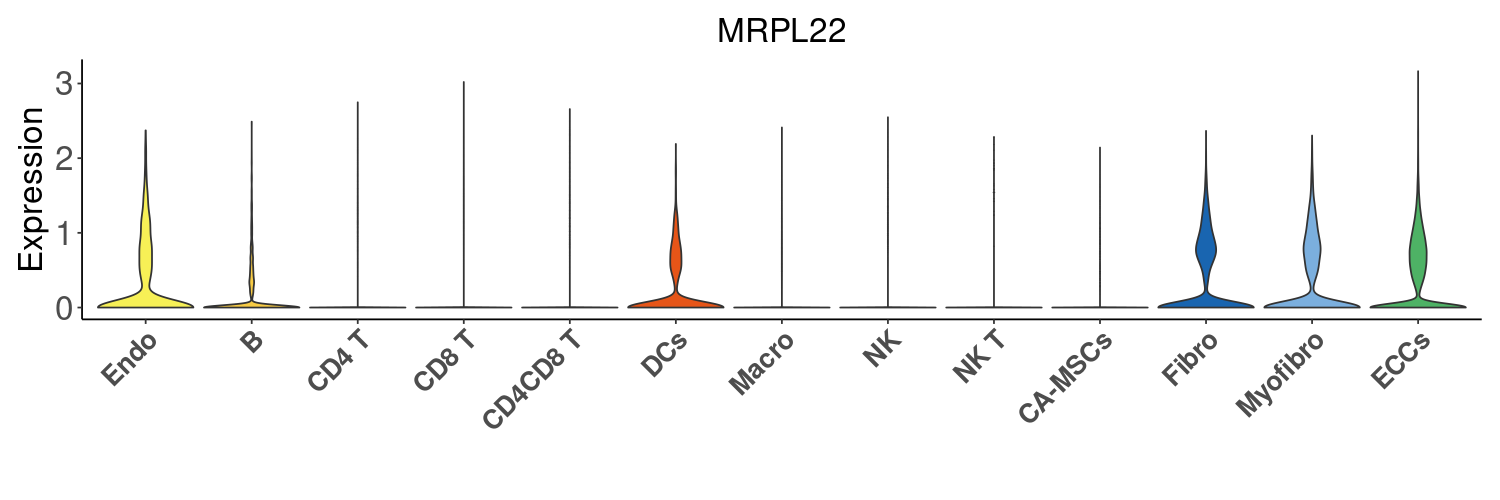 MRPL22
Expression
3
2
1
0
Endo
B
CD4 T
CD8 T
CD4CD8 T
DCs
Macro
NK
NK T
CA-MSCs
Fibro
Myofibro
ECCs